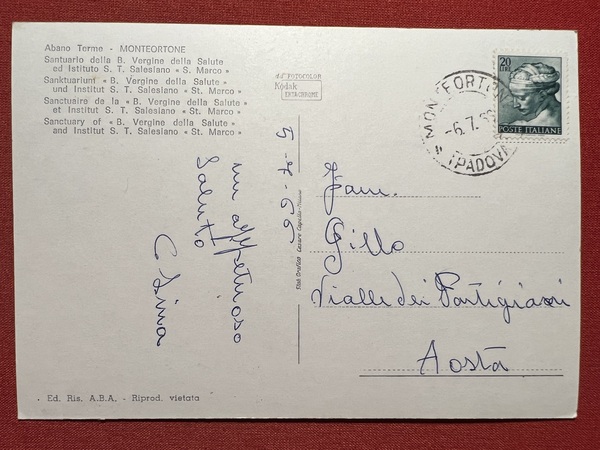 Abano Terme - MONTEORTONE
Santuario della B. Vergine della Salute
ed Istituto S. T. Salesiano « S. Marco »
Sanktuarium « B. Vergine della Salute »
und Institut S. T. Salesiano « St. Marco »
Sanctuaire de la « B. Vergine della Salute »
et Institut S. T. Salesiano « St. Marco »
Sanctuary of « B. Vergine della Salute »
and Institut S. T. Salesiano « St. Marco »
FOTOCOLOR
Kodak
EKTACHROME
20
LIRE
POSTE ITALIANE
-6.7.
(PADOVA)
5-7-66
un affettuoso
saluto
Fam.
Gillo
Vialle dei Partigiani
Aosta
Ed. Ris. A.B.A. - Riprod. vietata